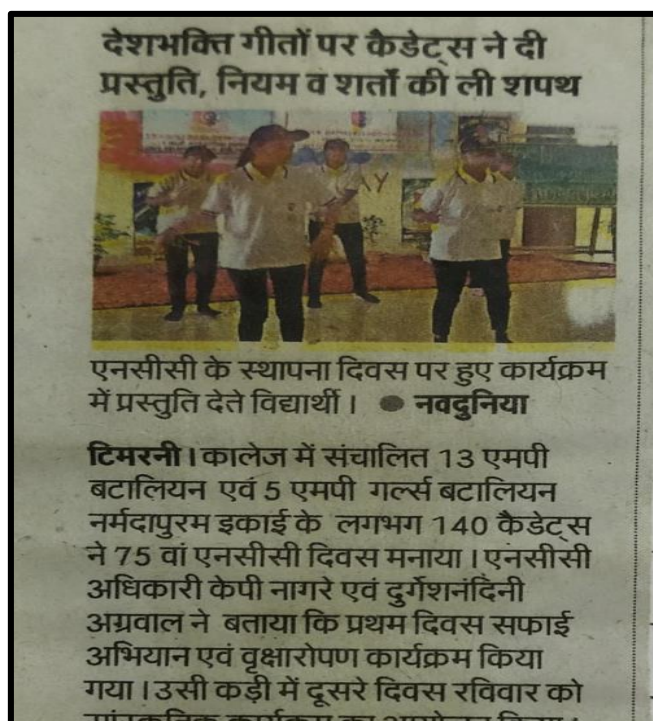 देशभक्ति गीतों पर कैडेट्स ने दी
प्रस्तुति, नियम व शर्तों की ली शपथ
एनसीसी के स्थापना दिवस पर हुए कार्यक्रम
में प्रस्तुति देते विद्यार्थी। ● नवदुनिया
टिमरनी। कालेज में संचालित 13 एमपी
बटालियन एवं 5 एमपी गर्ल्स बटालियन
नर्मदापुरम इकाई के लगभग 140 कैडेट्स
ने 75 वां एनसीसी दिवस मनाया। एनसीसी
अधिकारी केपी नागरे एवं दुर्गेशनंदिनी
अग्रवाल ने बताया कि प्रथम दिवस सफाई
अभियान एवं वृक्षारोपण कार्यक्रम किया
गया। उसी कड़ी में दूसरे दिवस रविवार को